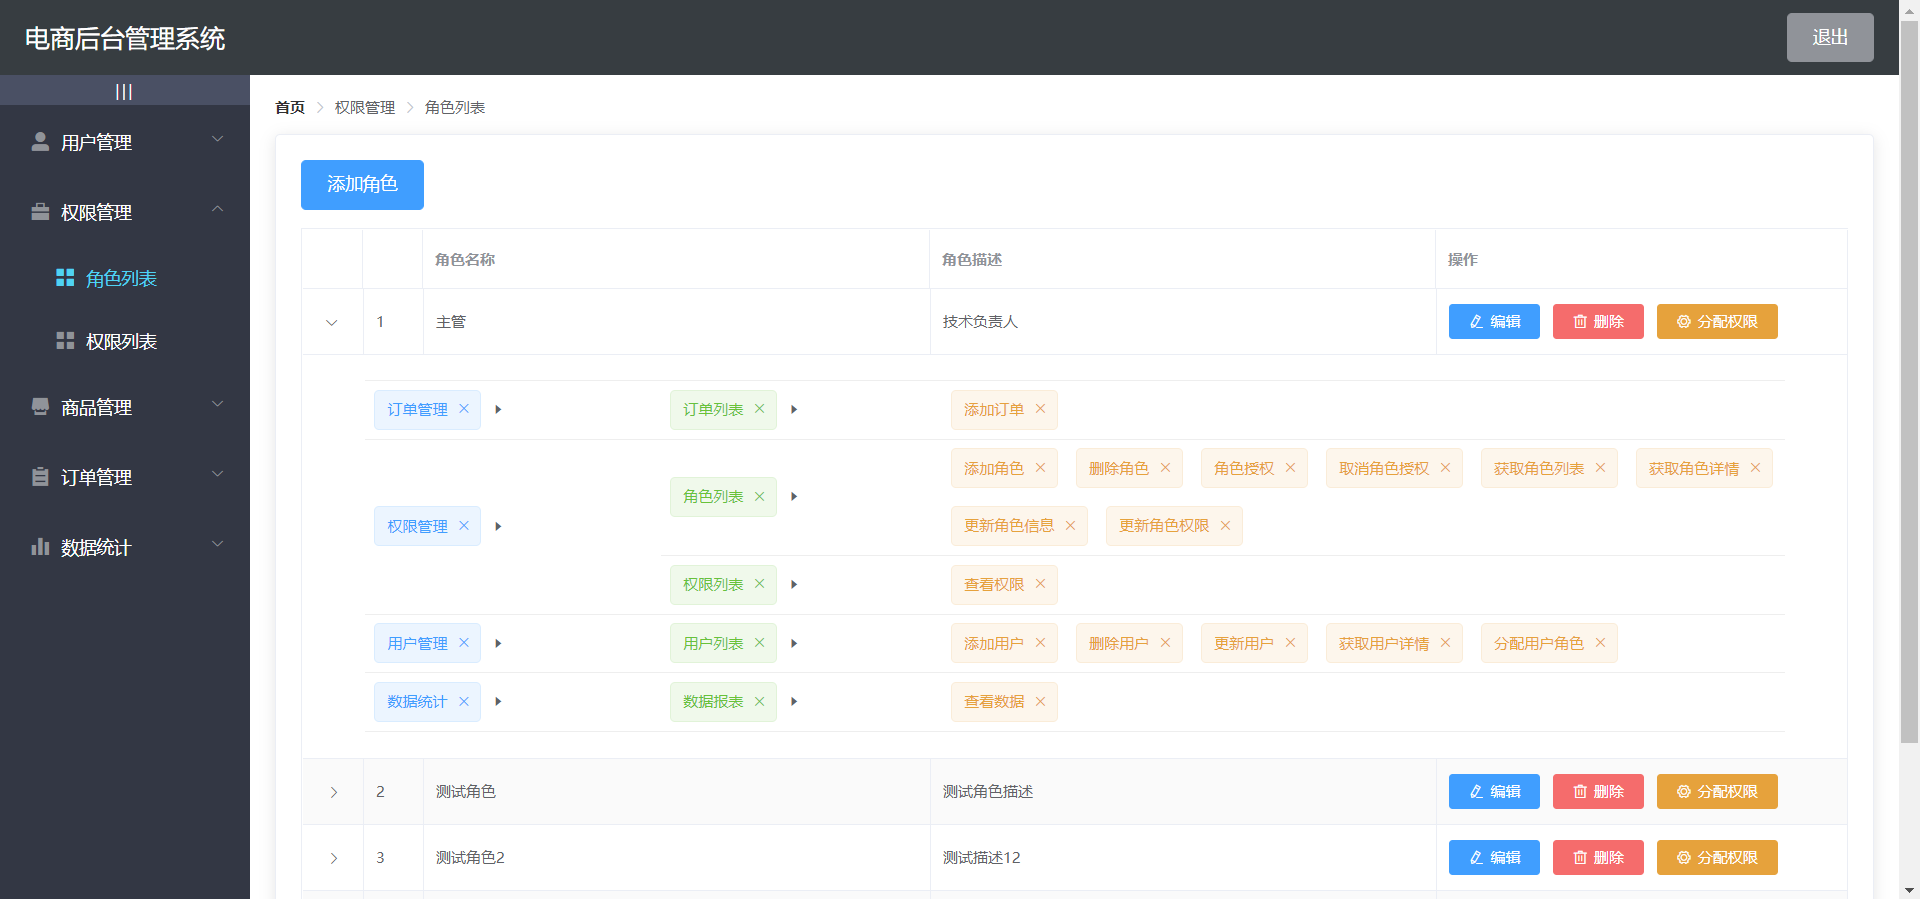 电商后台管理系统
退出
|||
用户管理
权限管理
角色列表
权限列表
商品管理
订单管理
数据统计
首页 > 权限管理 > 角色列表
添加角色
角色名称 角色描述 操作
1 主管 技术负责人 编辑 删除 分配权限
订单管理 订单列表 添加订单
权限管理 角色列表 添加角色 删除角色 角色授权 取消角色授权 获取角色列表 获取角色详情
更新角色信息 更新角色权限
权限列表 查看权限
用户管理 用户列表 添加用户 删除用户 更新用户 获取用户详情 分配用户角色
数据统计 数据报表 查看数据
2 测试角色 测试角色描述 编辑 删除 分配权限
3 测试角色2 测试描述12 编辑 删除 分配权限